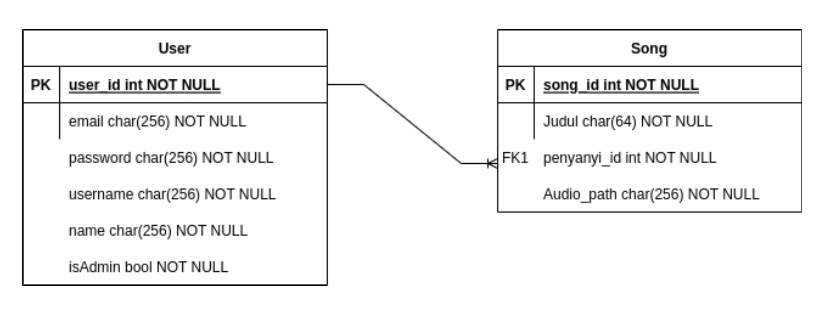 User
PK user_id int NOT NULL
email char(256) NOT NULL
password char(256) NOT NULL
username char(256) NOT NULL
name char(256) NOT NULL
isAdmin bool NOT NULL
Song
PK song_id int NOT NULL
Judul char(64) NOT NULL
FK1 penyanyi_id int NOT NULL
Audio_path char(256) NOT NULL